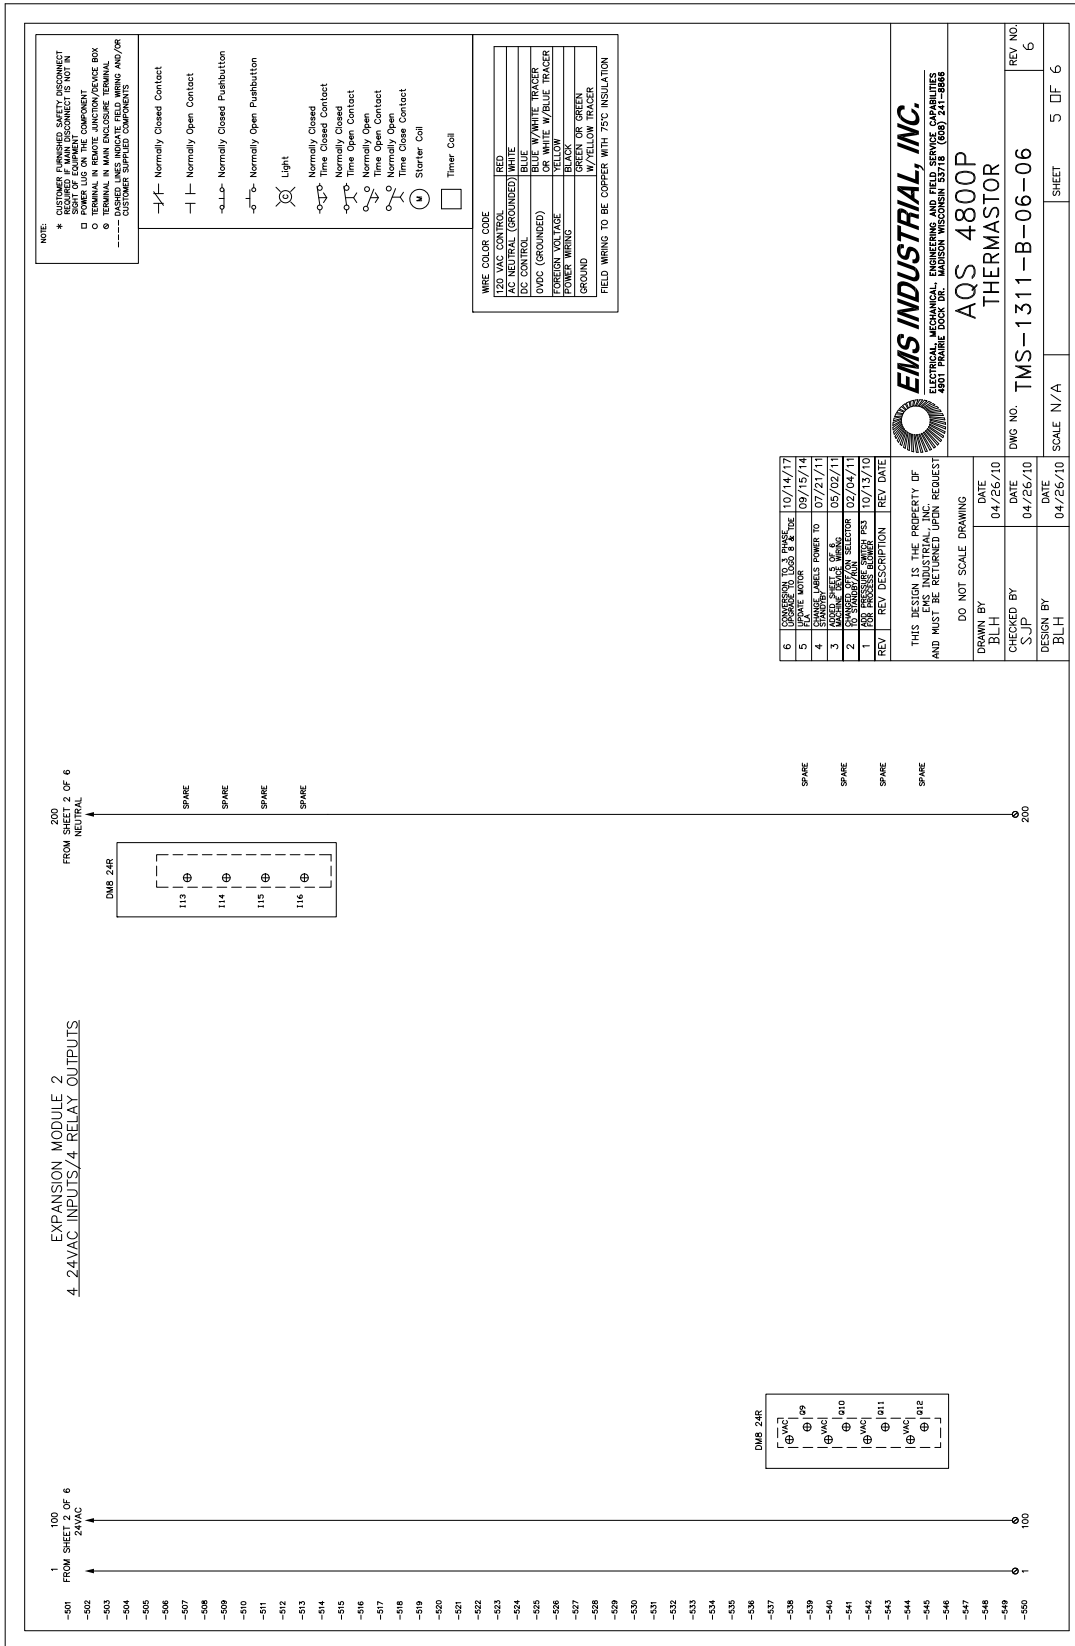 NOTE:
* CUSTOMER FURNISHED SAFETY DISCONNECT
REQUIRED IF MAIN DISCONNECT IS NOT IN
SIGHT OF EQUIPMENT
POWER LUG ON THE COMPONENT
TERMINAL IN REMOTE JUNCTION/DEVICE BOX
TERMINAL IN MAIN ENCLOSURE TERMINAL
DASHED LINES INDICATE FIELD WIRING AND/OR
CUSTOMER SUPPLIED COMPONENTS
Normally Closed Contact
Normally Open Contact
Normally Closed Pushbutton
Normally Open Pushbutton
C
Light
Normally Closed
Time Closed Contact
Normally Closed
Time Open Contact
Normally Open
Time Open Contact
Normally Open
Time Close Contact
M
Starter Coil
Timer Coil
WIRE COLOR CODE
120 VAC CONTROL RED
AC NEUTRAL (GROUNDED) WHITE
DC CONTROL BLUE
0VDC (GROUNDED) BLUE W/WHITE TRACER
OR WHITE W/BLUE TRACER
FOREIGN VOLTAGE YELLOW
POWER WIRING BLACK
GROUND GREEN OR GREEN
W/YELLOW TRACER
FIELD WIRING TO BE COPPER WITH 75°C INSULATION
EXPANSION MODULE 2
4 24VAC INPUTS/4 RELAY OUTPUTS
1
FROM SHEET 2 OF 6
100
24VAC
200
FROM SHEET 2 OF 6
NEUTRAL
DM8 24R
I13
I14
I15
I16
SPARE
SPARE
SPARE
SPARE
DM8 24R
VAC
Q9
VAC
Q10
VAC
Q11
VAC
Q12
SPARE
SPARE
SPARE
SPARE
1
100
200
-501
-502
-503
-504
-505
-506
-507
-508
-509
-510
-511
-512
-513
-514
-515
-516
-517
-518
-519
-520
-521
-522
-523
-524
-525
-526
-527
-528
-529
-530
-531
-532
-533
-534
-535
-536
-537
-538
-539
-540
-541
-542
-543
-544
-545
-546
-547
-548
-549
-550
6 CONVERSION TO 3 PHASE UPGRADE TO LOGO 8 & TDE 10/14/17
5 UPDATE MOTOR FLA 09/15/14
4 CHANGE LABELS POWER TO STANDYBY 07/21/11
3 ADDED SHEET 5 OF 6 MACHINE DEVICE WIRING 05/02/11
2 CHANGED OFF/ON SELECTOR TO STANDBY/RUN 02/04/11
1 ADD PRESSURE SWITCH PS3 FOR PROCESS BLOWER 10/13/10
REV REV DESCRIPTION REV DATE
THIS DESIGN IS THE PROPERTY OF
EMS INDUSTRIAL, INC.
AND MUST BE RETURNED UPON REQUEST
DO NOT SCALE DRAWING
DRAWN BY
BLH
DATE
04/26/10
CHECKED BY
SJP
DATE
04/26/10
DESIGN BY
BLH
DATE
04/26/10
EMS INDUSTRIAL, INC.
ELECTRICAL, MECHANICAL, ENGINEERING AND FIELD SERVICE CAPABILITIES
4901 PRAIRIE DOCK DR. MADISON WISCONSIN 53718 (608) 241-8866
AQS 4800P
THERMASTOR
DWG NO. TMS-1311-B-06-06
REV NO.
6
SCALE N/A
SHEET 5 OF 6